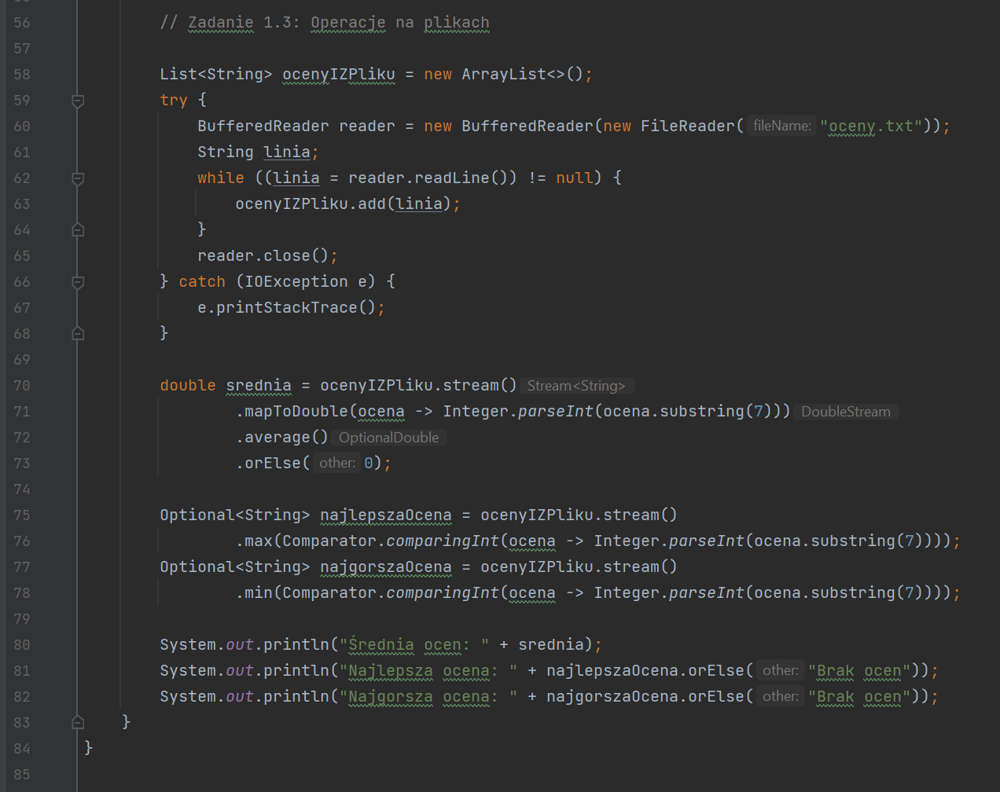 56 // Zadanie 1.3: Operacje na plikach
57
58 List<String> ocenyIZPliku = new ArrayList<>();
59 try {
60 BufferedReader reader = new BufferedReader(new FileReader( fileName: "oceny.txt"));
61 String linia;
62 while ((linia = reader.readLine()) != null) {
63 ocenyIZPliku.add(linia);
64 }
65 reader.close();
66 } catch (IOException e) {
67 e.printStackTrace();
68 }
69
70 double srednia = ocenyIZPliku.stream() Stream<String>
71 .mapToDouble(ocena -> Integer.parseInt(ocena.substring(7))) DoubleStream
72 .average() OptionalDouble
73 .orElse( other: 0);
74
75 Optional<String> najlepszaOcena = ocenyIZPliku.stream()
76 .max(Comparator.comparingInt(ocena -> Integer.parseInt(ocena.substring(7))));
77 Optional<String> najgorszaOcena = ocenyIZPliku.stream()
78 .min(Comparator.comparingInt(ocena -> Integer.parseInt(ocena.substring(7))));
79
80 System.out.println("Średnia ocen: " + srednia);
81 System.out.println("Najlepsza ocena: " + najlepszaOcena.orElse( other: "Brak ocen"));
82 System.out.println("Najgorsza ocena: " + najgorszaOcena.orElse( other: "Brak ocen"));
83 }
84 }
85